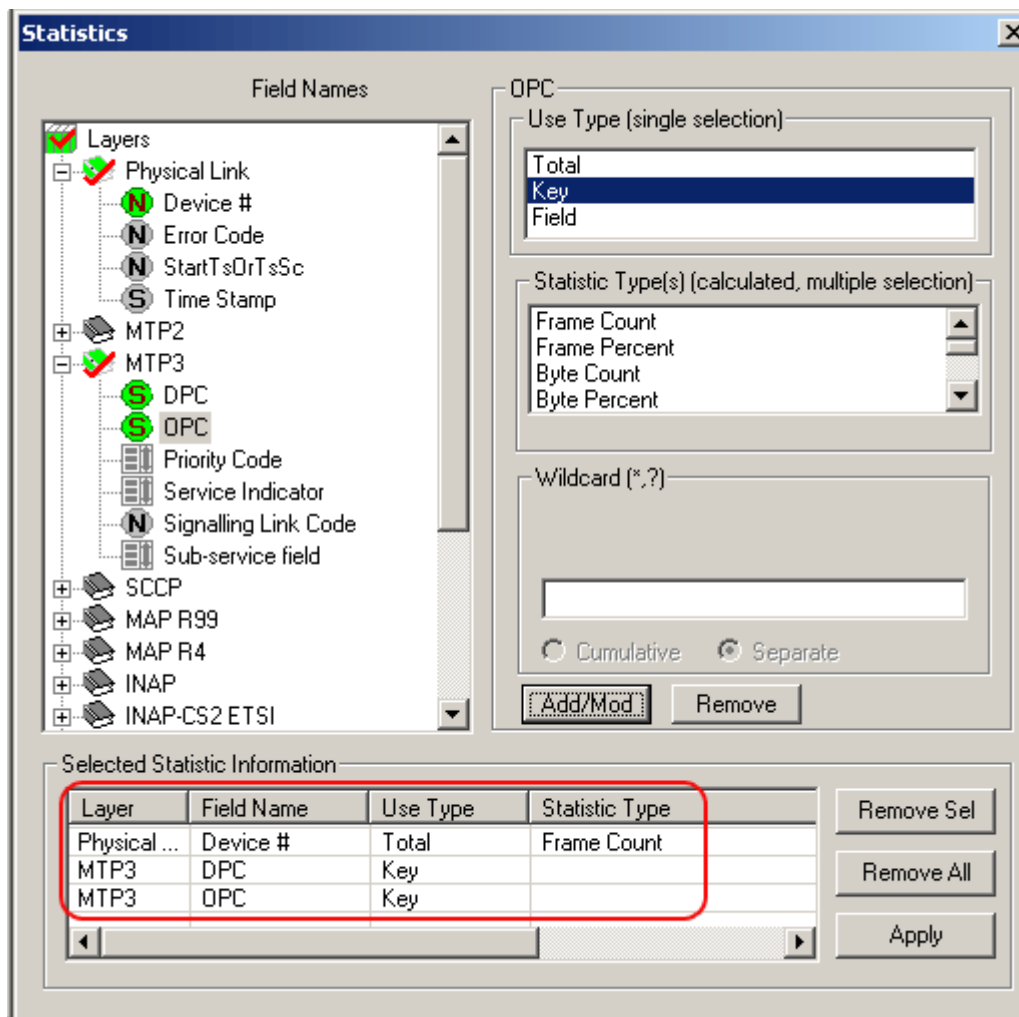 Statistics
Field Names
Layers
Physical Link
N Device #
N Error Code
N StartTsOrTsSc
S Time Stamp
MTP2
MTP3
S DPC
S OPC
Priority Code
Service Indicator
N Signalling Link Code
Sub-service field
SCCP
MAP R99
MAP R4
INAP
INAP-CS2 ETSI
OPC
Use Type (single selection)
Total
Key
Field
Statistic Type(s) (calculated, multiple selection)
Frame Count
Frame Percent
Byte Count
Byte Percent
Wildcard (*,?)
Cumulative Separate
Add/Mod Remove
Selected Statistic Information
Layer Field Name Use Type Statistic Type
Physical ... Device # Total Frame Count
MTP3 DPC Key
MTP3 OPC Key
Remove Sel
Remove All
Apply